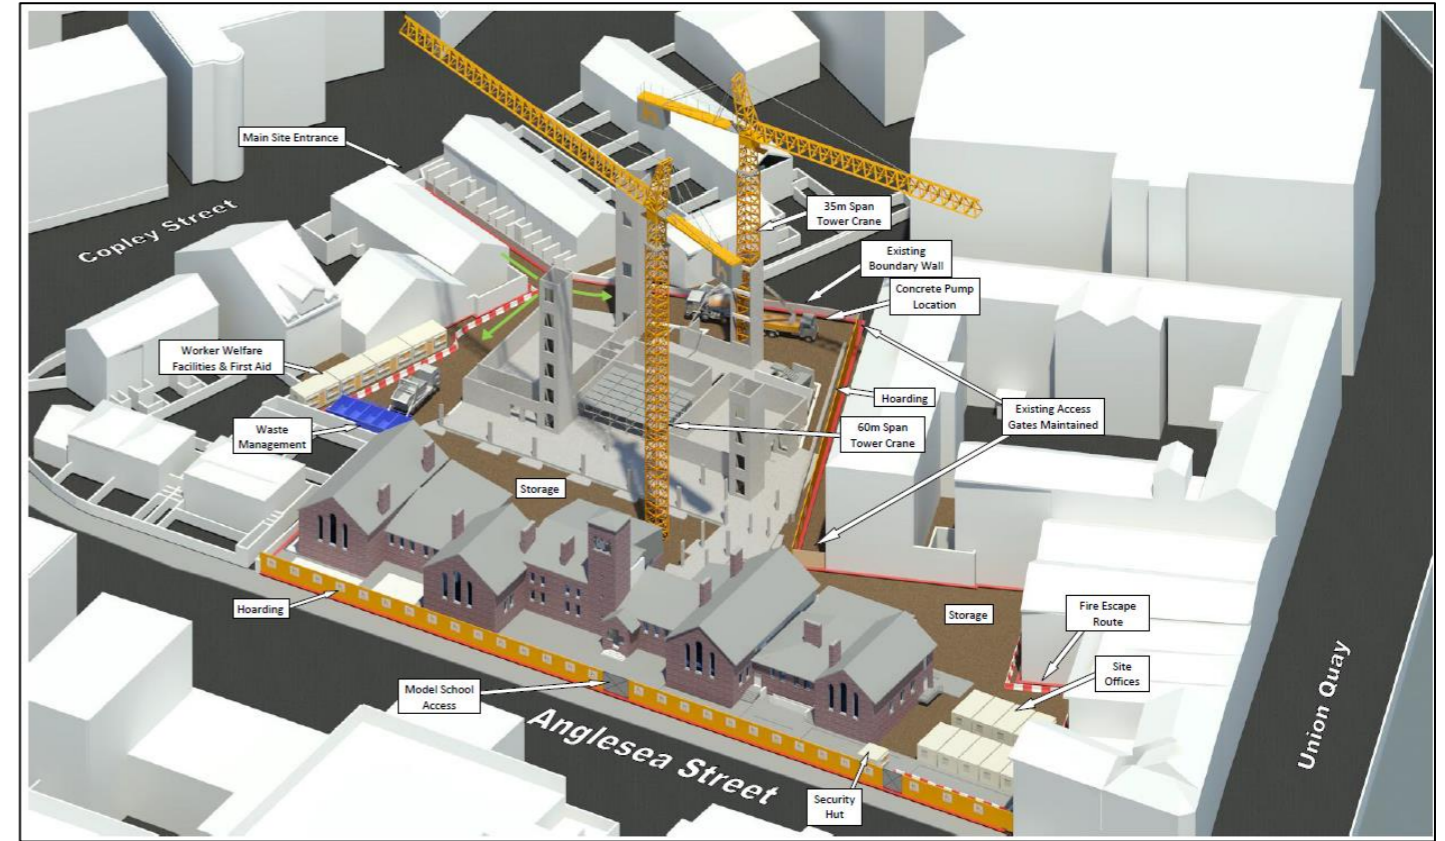 Main Site Entrance
Copley Street
35m Span
Tower Crane
Existing
Boundary Wall
Concrete Pump
Location
Worker Welfare
Facilities & First Aid
Hoarding
Existing Access
Gates Maintained
Waste
Management
60m Span
Tower Crane
Storage
Hoarding
Storage
Fire Escape
Route
Site
Offices
Model School
Access
Anglesea Street
Union Quay
Security
Hut